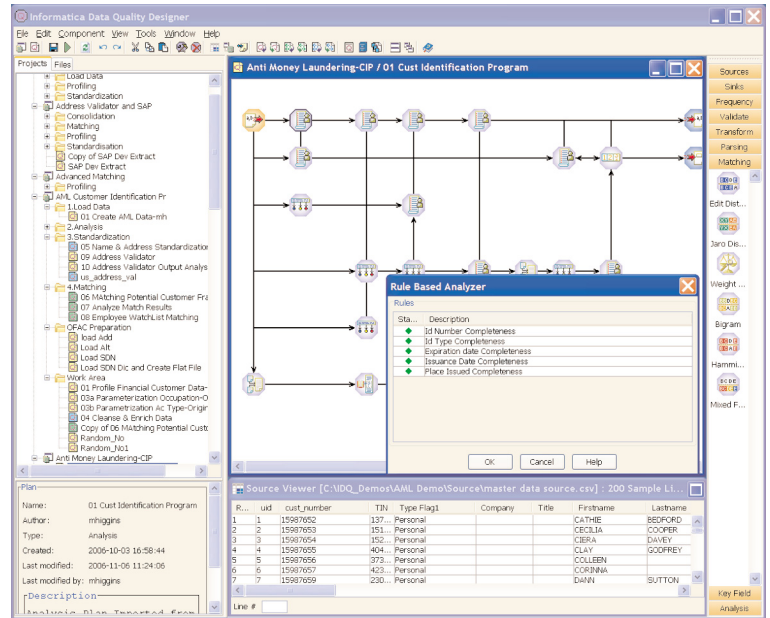 Informatica Data Quality Designer
File Edit Component View Tools Window Help
Projects Files
Load Data
Profiling
Standardization
Address Validator and SAP
Consolidation
Matching
Profiling
Standardisation
Copy of SAP Dev Extract
SAP Dev Extract
Advanced Matching
Profiling
AML Customer Identification Pr
1.Load Data
01 Create AML Data-mh
2.Analysis
3.Standardization
05 Name & Address Standardization
09 Address Validator
10 Address Validator Output Analys
us_address_val
4.Matching
06 MAtching Potential Customer Fra
07 Analyze Match Results
08 Employee WatchList Matching
OFAC Preparation
load Add
Load Alt
Load SDN
Load SDN Dic and Create Flat File
Work Area
01 Profile Financial Customer Data-
03a Parameterization Occupation-O
03b Parametrization Ac Type-Origin
04 Cleanse & Enrich Data
Copy of 06 MAtching Potential Custo
Random_No
Random_No1
Anti Money Laundering-CIP
Plan
Name: 01 Cust Identification Program
Author: mhiggins
Type: Analysis
Created: 2006-10-03 16:58:44
Last modified: 2006-11-06 11:24:06
Last modified by: mhiggins
Description
Analysis Plan Imported from
Anti Money Laundering-CIP / 01 Cust Identification Program
Rule Based Analyzer
Rules
Sta... Description
Id Number Completeness
Id Type Completeness
Expiration date Completeness
Issuance Date Completeness
Place Issued Completeness
OK Cancel Help
Source Viewer [C:\IDQ_Demos\AML Demo\Source\master data source.csv] : 200 Sample Li...
R... uid cust_number TIN Type Flag1 Company Title Firstname Lastname
1 1 15987652 137... Personal CATHIE BEDFORD
2 2 15987653 151... Personal CECILIA COOPER
3 3 15987654 152... Personal CIERA DAVEY
4 4 15987655 404... Personal CLAY GODFREY
5 5 15987656 373... Personal COLLEEN
6 6 15987657 423... Personal CORINNA
7 7 15987659 230... Personal DANN SUTTON
Line #
Sources
Sinks
Frequency
Validate
Transform
Parsing
Matching
Edit Dist...
Jaro Dis...
Weight ...
Bigram
Hammi...
Mixed F...
Key Field
Analysis